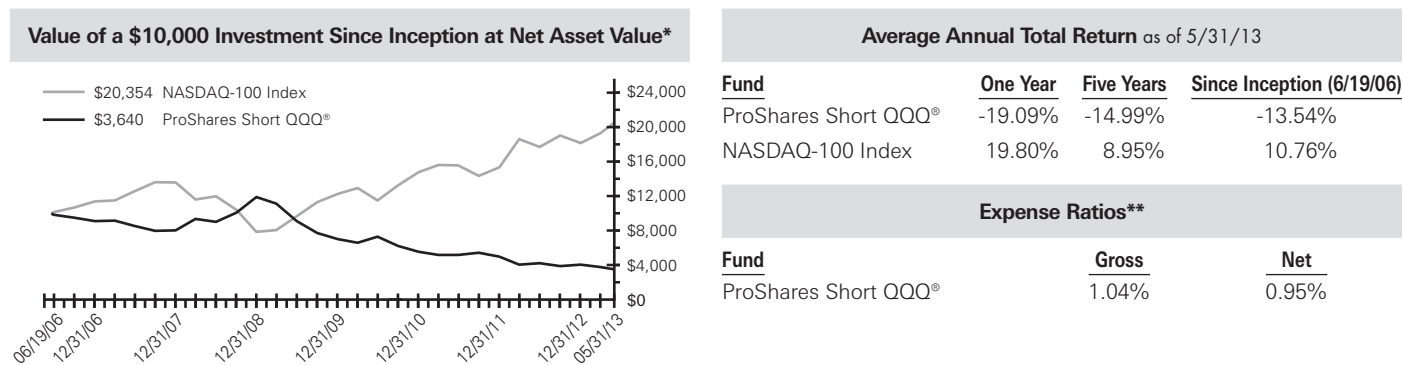 Value of a $10,000 Investment Since Inception at Net Asset Value*
$20,354 NASDAQ-100 Index
$3,640 ProShares Short QQQ®
$24,000
$20,000
$16,000
$12,000
$8,000
$4,000
$0
06/19/06
12/31/06
12/31/07
12/31/08
12/31/09
12/31/10
12/31/11
12/31/12
05/31/13
Average Annual Total Return as of 5/31/13
Fund One Year Five Years Since Inception (6/19/06)
ProShares Short QQQ® -19.09% -14.99% -13.54%
NASDAQ-100 Index 19.80% 8.95% 10.76%
Expense Ratios**
Fund Gross Net
ProShares Short QQQ® 1.04% 0.95%